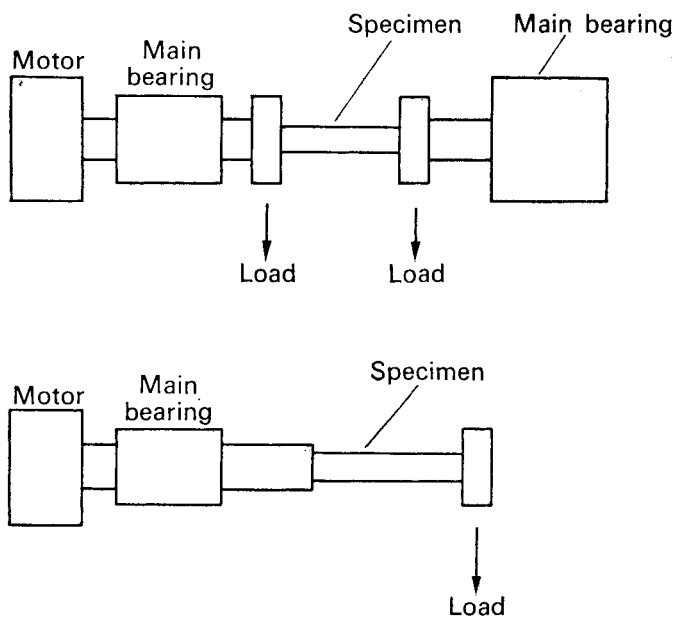 Specimen
Main bearing
Motor
Main
bearing
Load
Load
Specimen
Motor
Main
bearing
Load